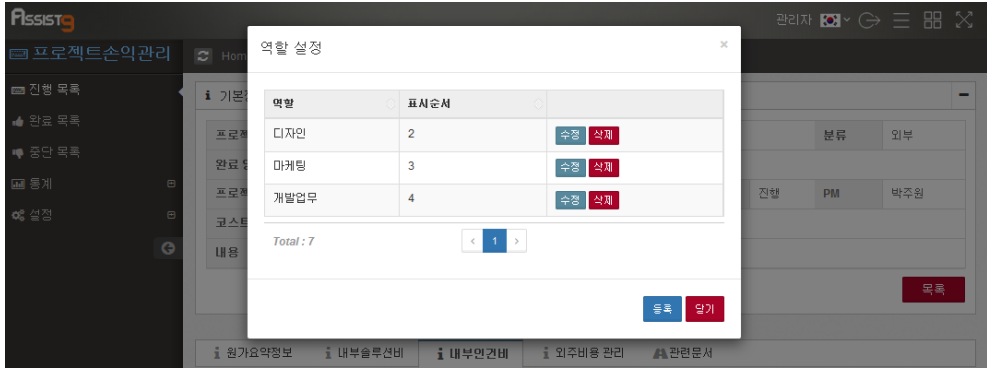 Assist9
관리자
프로젝트손익관리
Hom
역할 설정
×
진행 목록
완료 목록
중단 목록
통계
설정
기본
역할
표시순서
디자인
2
수정
삭제
마케팅
3
수정
삭제
개발업무
4
수정
삭제
Total : 7
<
1
>
등록
닫기
프로젝
분류
외부
완료
프로젝
진행
PM
박주원
코스트
내용
목록
원가요약정보
내부솔루션비
내부인건비
외주비용 관리
관련문서